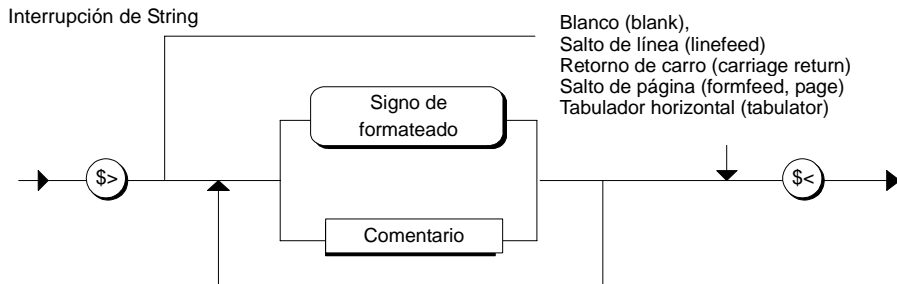 Interrupción de String
Blanco (blank),
Salto de línea (linefeed)
Retorno de carro (carriage return)
Salto de página (formfeed, page)
Tabulador horizontal (tabulator)
Signo de
formateado
$>
$<
Comentario